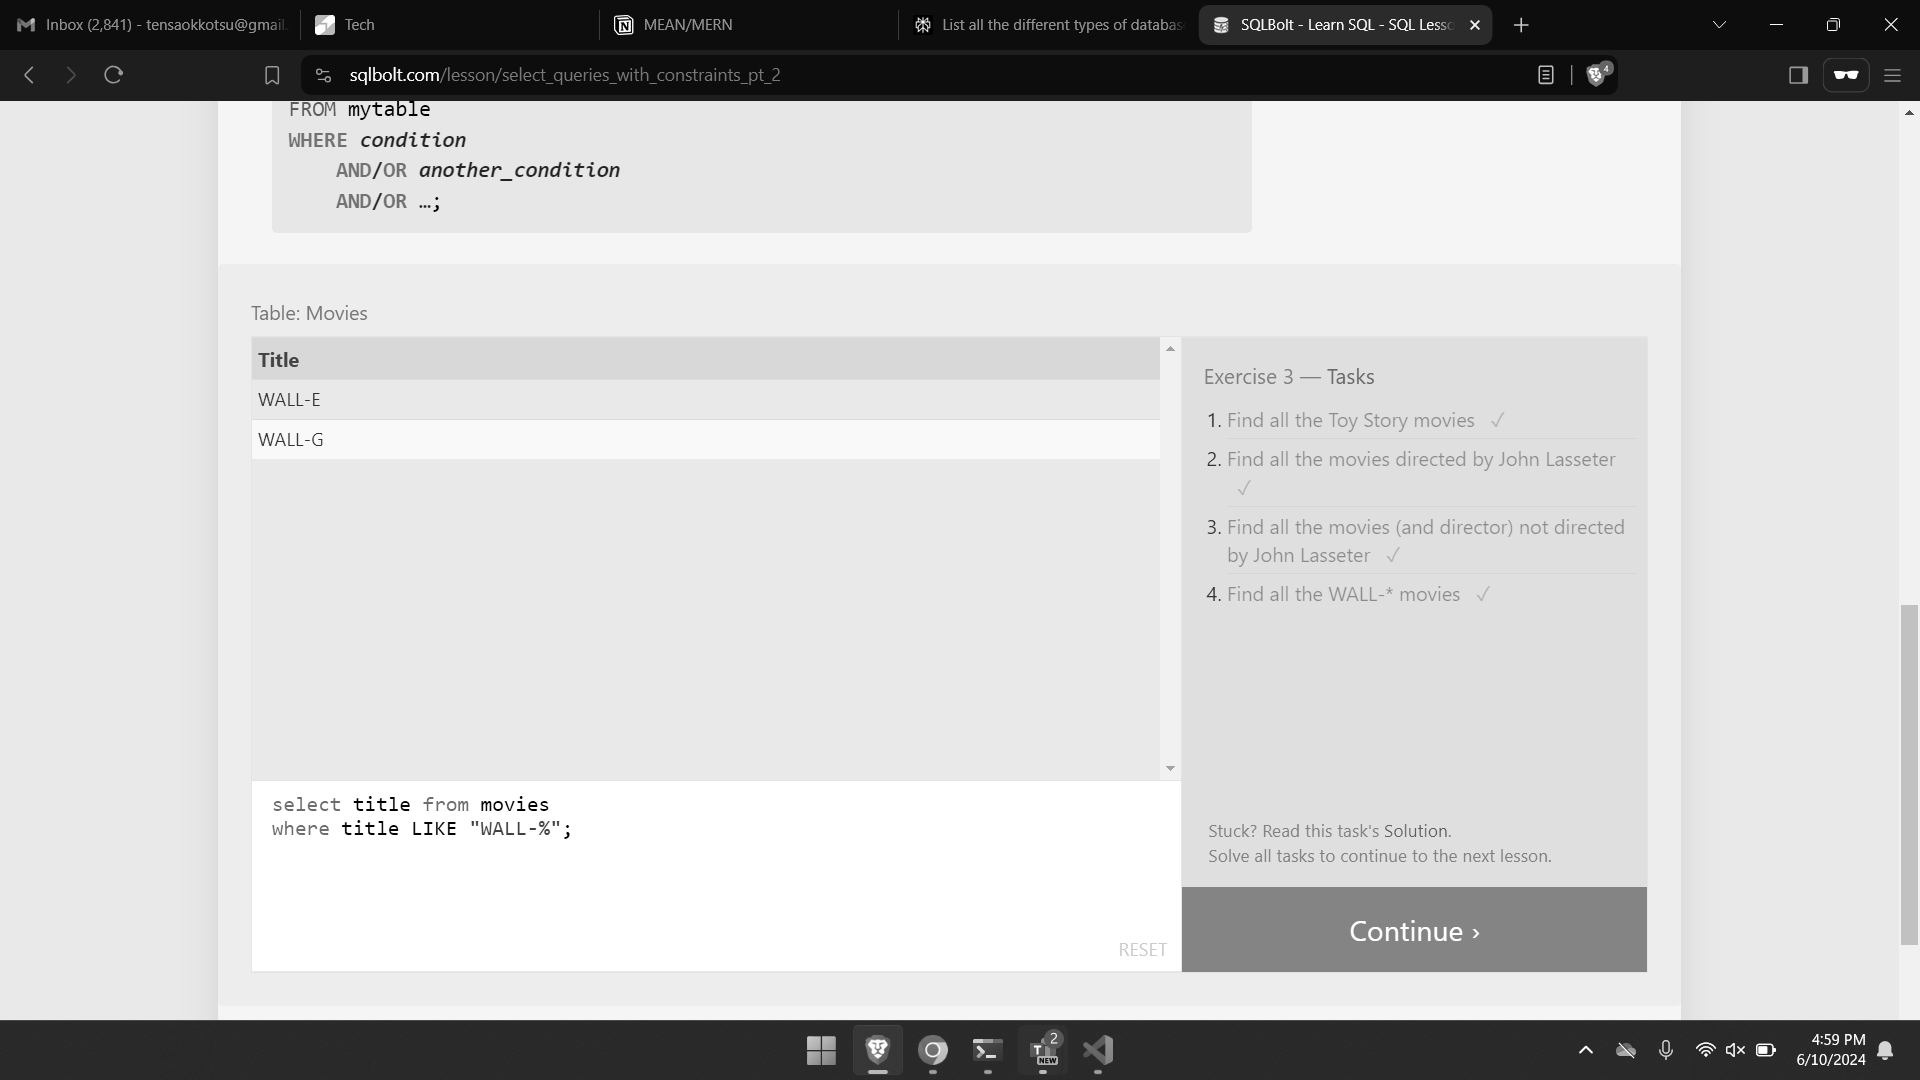 Inbox (2,841) - tensaokkotsu@gmail.
Tech
MEAN/MERN
List all the different types of databas
SQLBolt - Learn SQL - SQL Less
sqlbolt.com/lesson/select_queries_with_constraints_pt_2
4
FROM mytable
WHERE condition
AND/OR another_condition
AND/OR …;
Table: Movies
Title
WALL-E
WALL-G
select title from movies
where title LIKE "WALL-%";
RESET
Exercise 3 — Tasks
1. Find all the Toy Story movies ✓
2. Find all the movies directed by John Lasseter
✓
3. Find all the movies (and director) not directed
by John Lasseter ✓
4. Find all the WALL-* movies ✓
Stuck? Read this task's Solution.
Solve all tasks to continue to the next lesson.
Continue ›
2
T
NEW
4:59 PM
6/10/2024